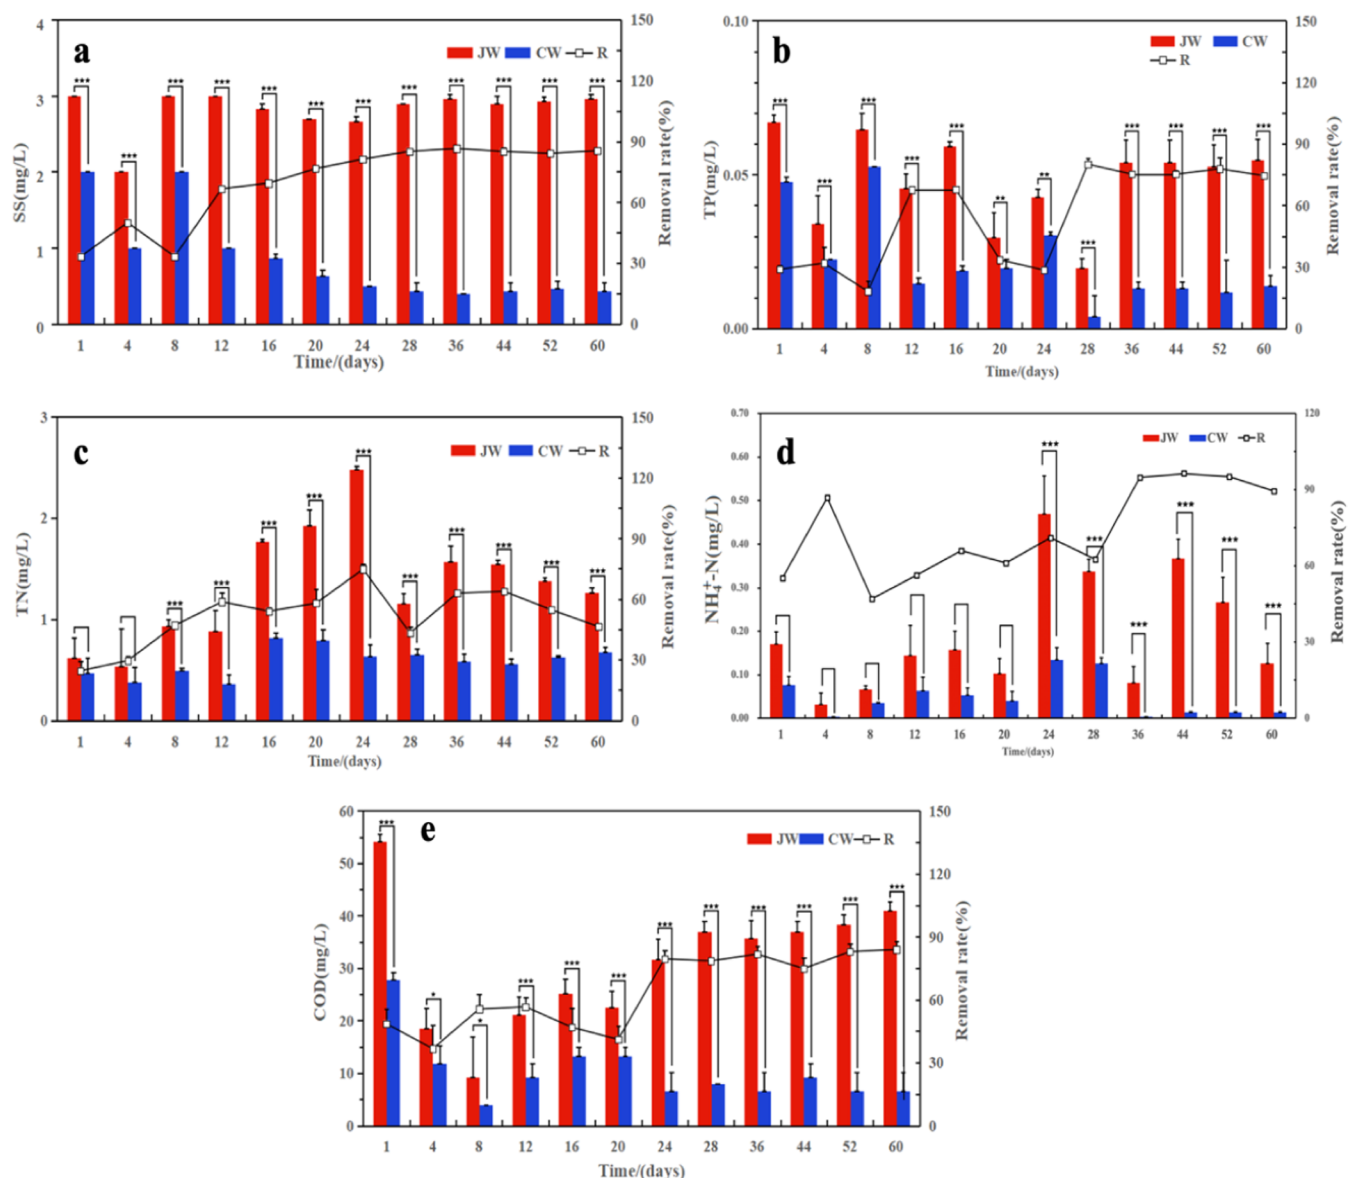 a
JW CW R
SS(mg/L)
4
3
2
1
0
150
120
90
60
30
0
Removal rate(%)
*** *** *** *** *** *** *** *** *** *** *** ***
1 4 8 12 16 20 24 28 36 44 52 60
Time/(days)
b
JW CW
R
TP(mg/L)
0.10
0.05
0.00
150
120
90
60
30
0
Removal rate(%)
*** *** *** *** *** ** ** *** *** *** *** ***
1 4 8 12 16 20 24 28 36 44 52 60
Time/(days)
c
JW CW R
TN(mg/L)
3
2
1
0
150
120
90
60
30
0
Removal rate(%)
*** *** *** *** *** *** *** *** *** ***
1 4 8 12 16 20 24 28 36 44 52 60
Time/(days)
d
JW CW R
NH4+-N(mg/L)
0.70
0.60
0.50
0.40
0.30
0.20
0.10
0.00
120
90
60
30
0
Removal rate(%)
*** *** *** *** *** ***
1 4 8 12 16 20 24 28 36 44 52 60
Time/(days)
e
JW CW R
COD(mg/L)
60
50
40
30
20
10
0
150
120
90
60
30
0
Removal rate(%)
*** * * *** *** *** *** *** *** *** *** ***
1 4 8 12 16 20 24 28 36 44 52 60
Time/(days)